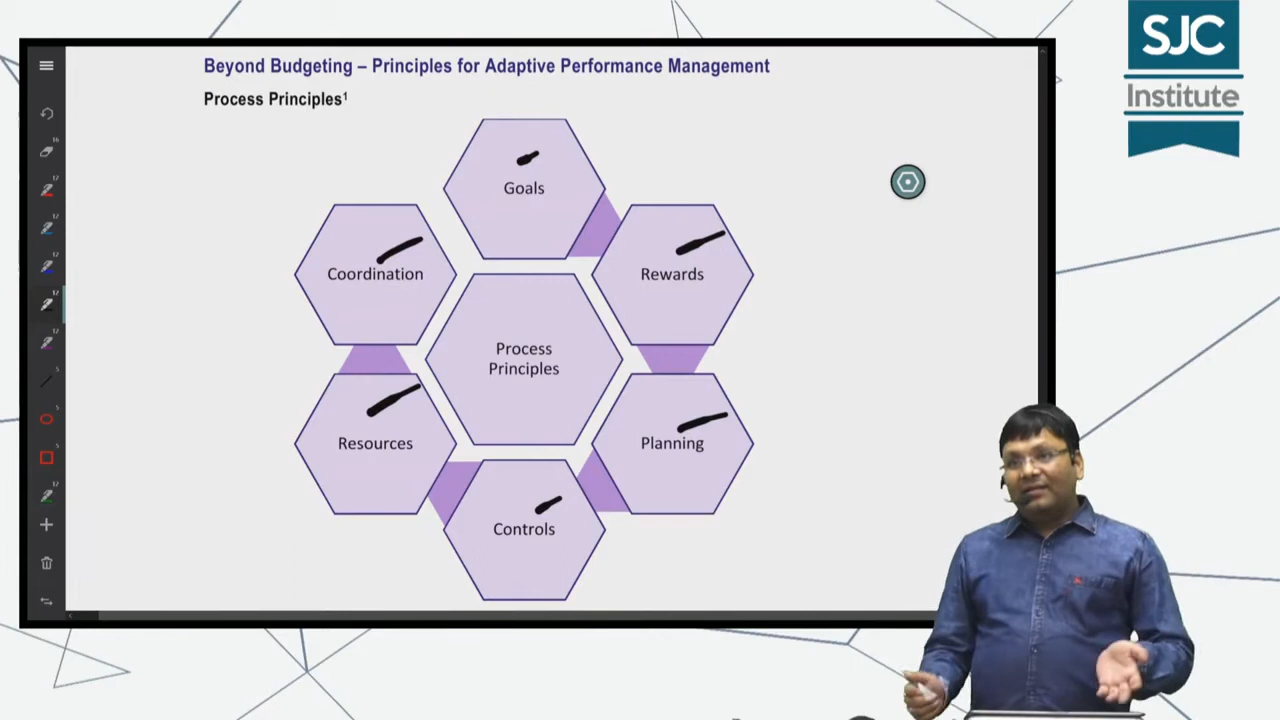 Beyond Budgeting – Principles for Adaptive Performance Management
Process Principles¹
Goals
Coordination
Rewards
Process
Principles
Resources
Planning
Controls
SJC
Institute